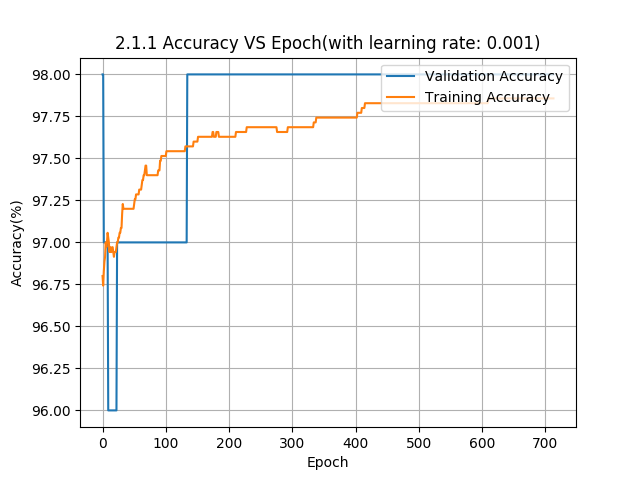 2.1.1 Accuracy VS Epoch(with learning rate: 0.001)
98.00
97.75
97.50
97.25
97.00
96.75
96.50
96.25
96.00
Accuracy(%)
Validation Accuracy
Training Accuracy
0 100 200 300 400 500 600 700
Epoch